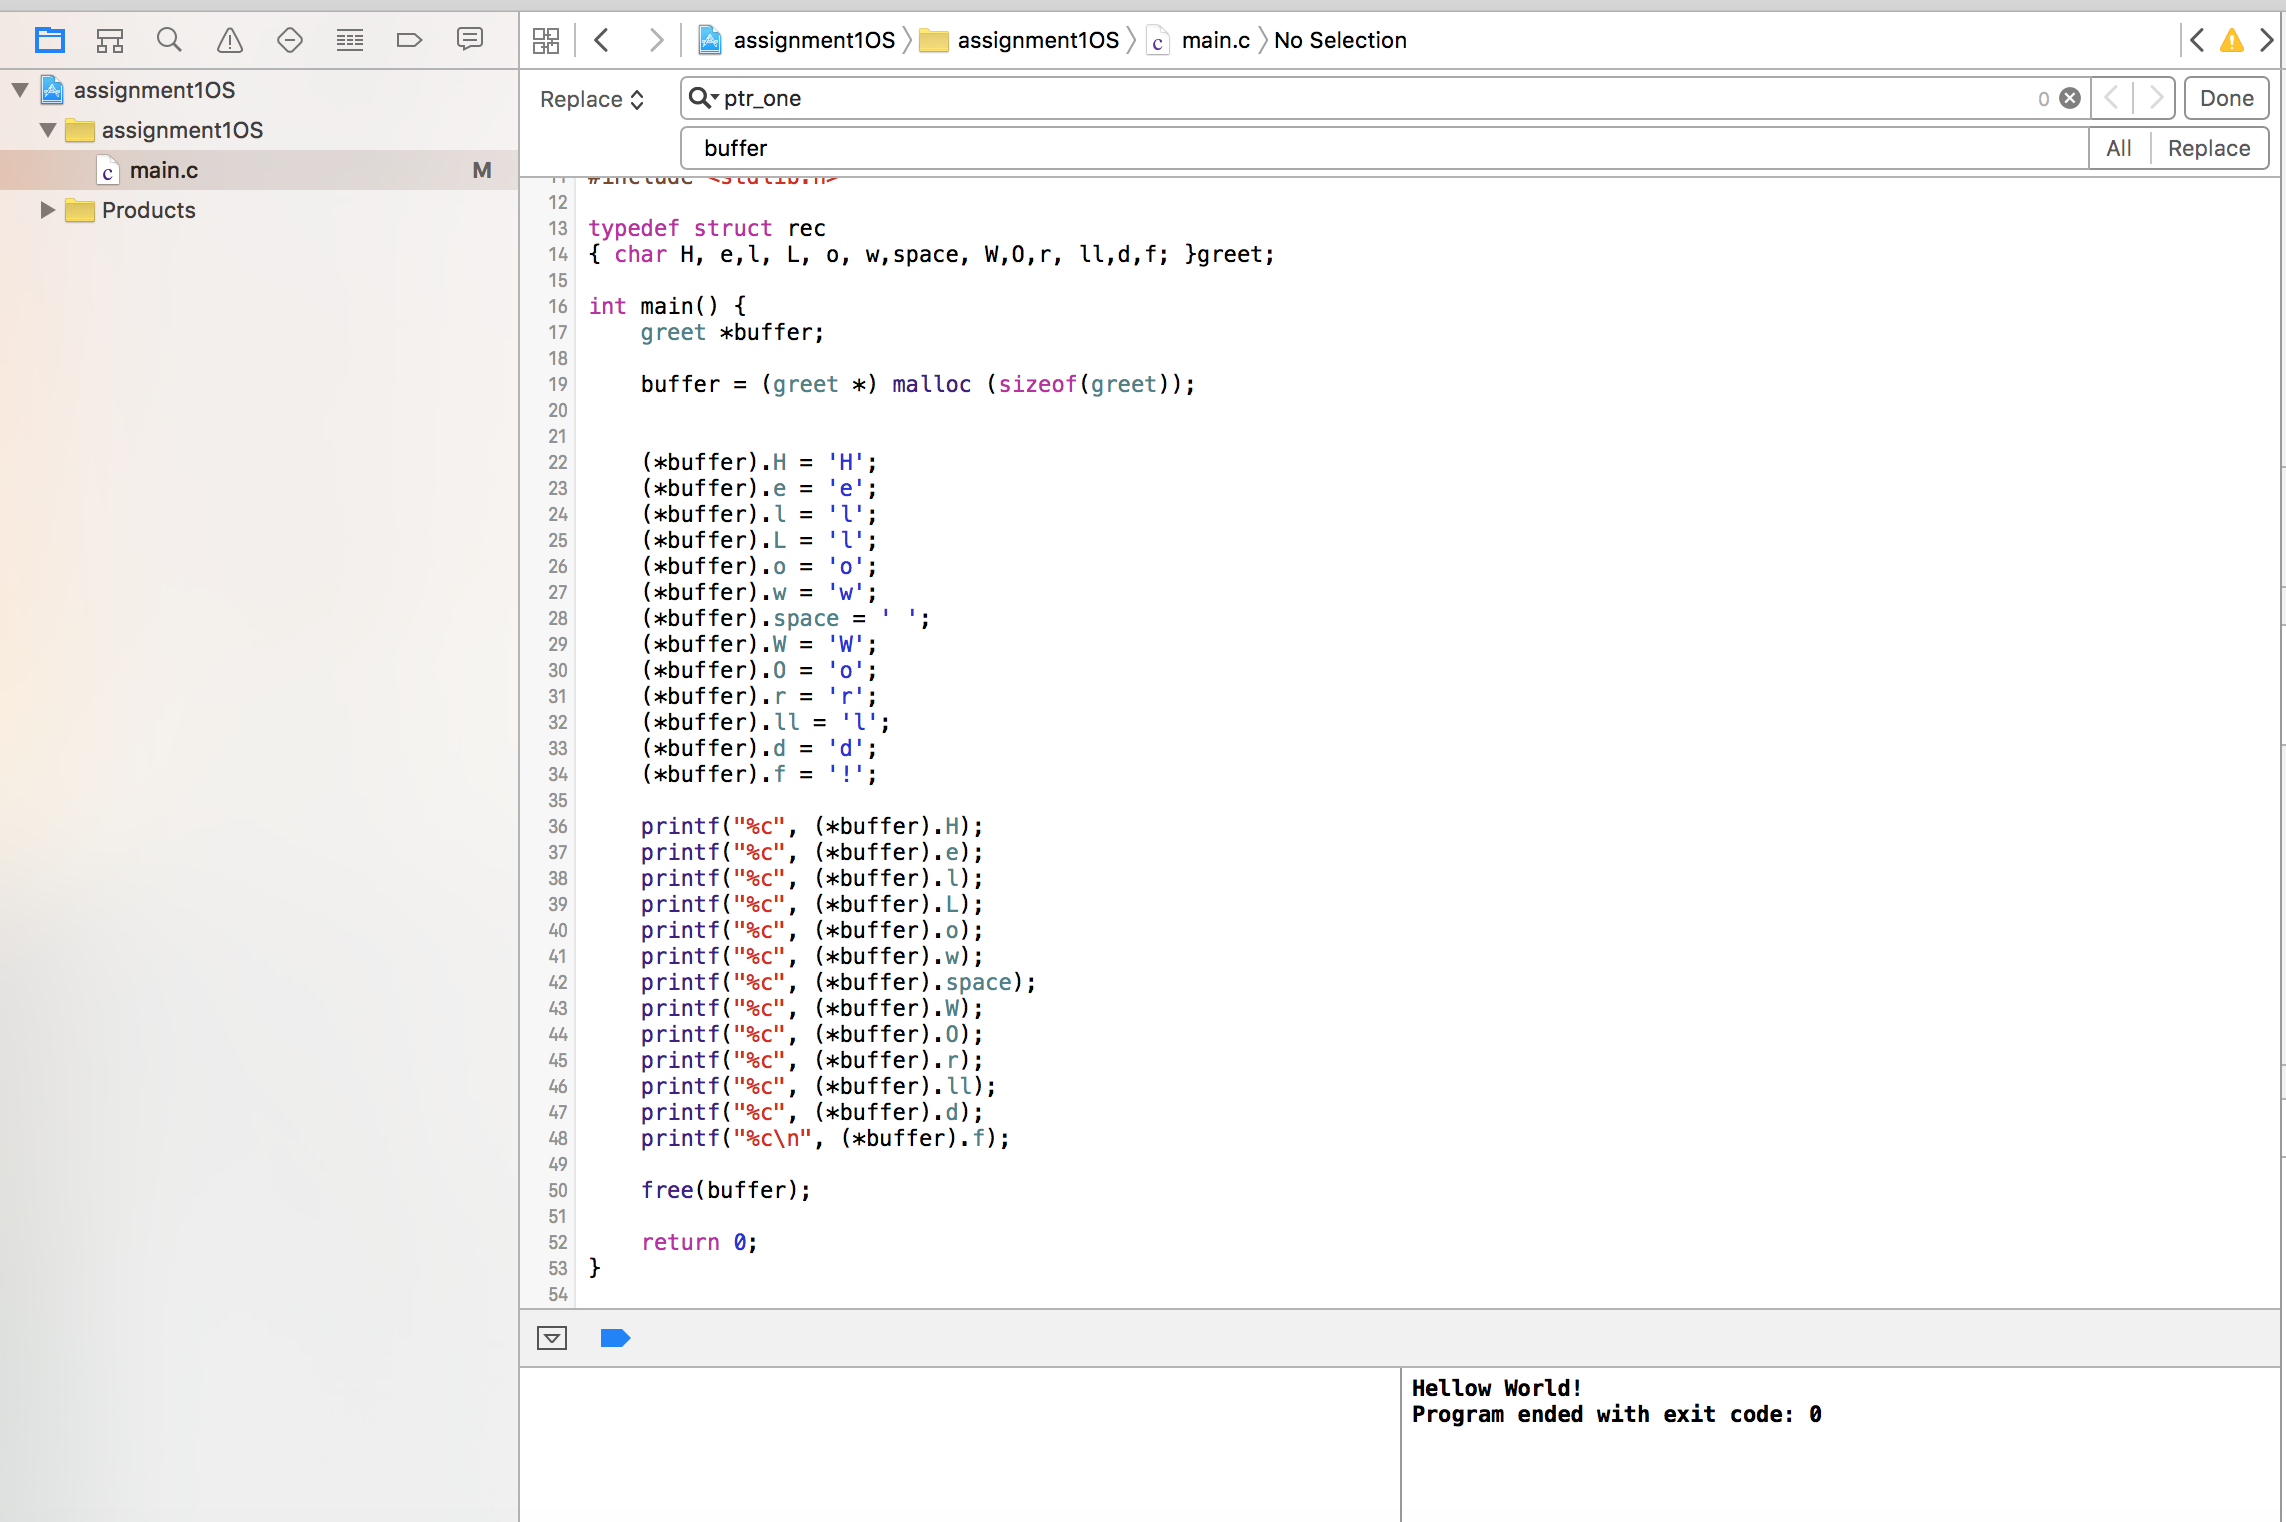 assignment1OS
assignment1OS
main.c
No Selection
assignment1OS
assignment1OS
main.c
M
Products
Replace
ptr_one
0
Done
buffer
All
Replace
11 #include <stdlib.h>
12
13 typedef struct rec
14 { char H, e,l, L, o, w,space, W,O,r, ll,d,f; }greet;
15
16 int main() {
17     greet *buffer;
18
19     buffer = (greet *) malloc (sizeof(greet));
20
21
22     (*buffer).H = 'H';
23     (*buffer).e = 'e';
24     (*buffer).l = 'l';
25     (*buffer).L = 'l';
26     (*buffer).o = 'o';
27     (*buffer).w = 'w';
28     (*buffer).space = ' ';
29     (*buffer).W = 'W';
30     (*buffer).O = 'o';
31     (*buffer).r = 'r';
32     (*buffer).ll = 'l';
33     (*buffer).d = 'd';
34     (*buffer).f = '!';
35
36     printf("%c", (*buffer).H);
37     printf("%c", (*buffer).e);
38     printf("%c", (*buffer).l);
39     printf("%c", (*buffer).L);
40     printf("%c", (*buffer).o);
41     printf("%c", (*buffer).w);
42     printf("%c", (*buffer).space);
43     printf("%c", (*buffer).W);
44     printf("%c", (*buffer).O);
45     printf("%c", (*buffer).r);
46     printf("%c", (*buffer).ll);
47     printf("%c", (*buffer).d);
48     printf("%c\n", (*buffer).f);
49
50     free(buffer);
51
52     return 0;
53 }
54
Hellow World!
Program ended with exit code: 0